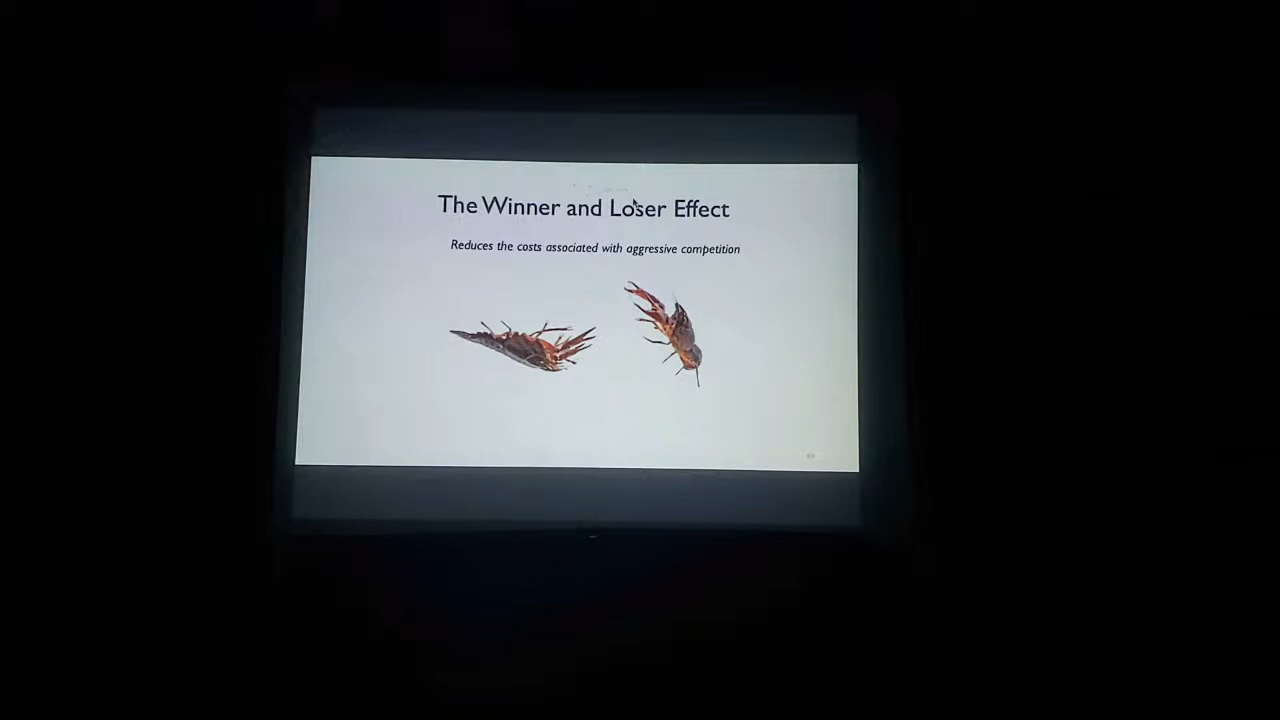 The Winner and Loser Effect
Reduces the costs associated with aggressive competition